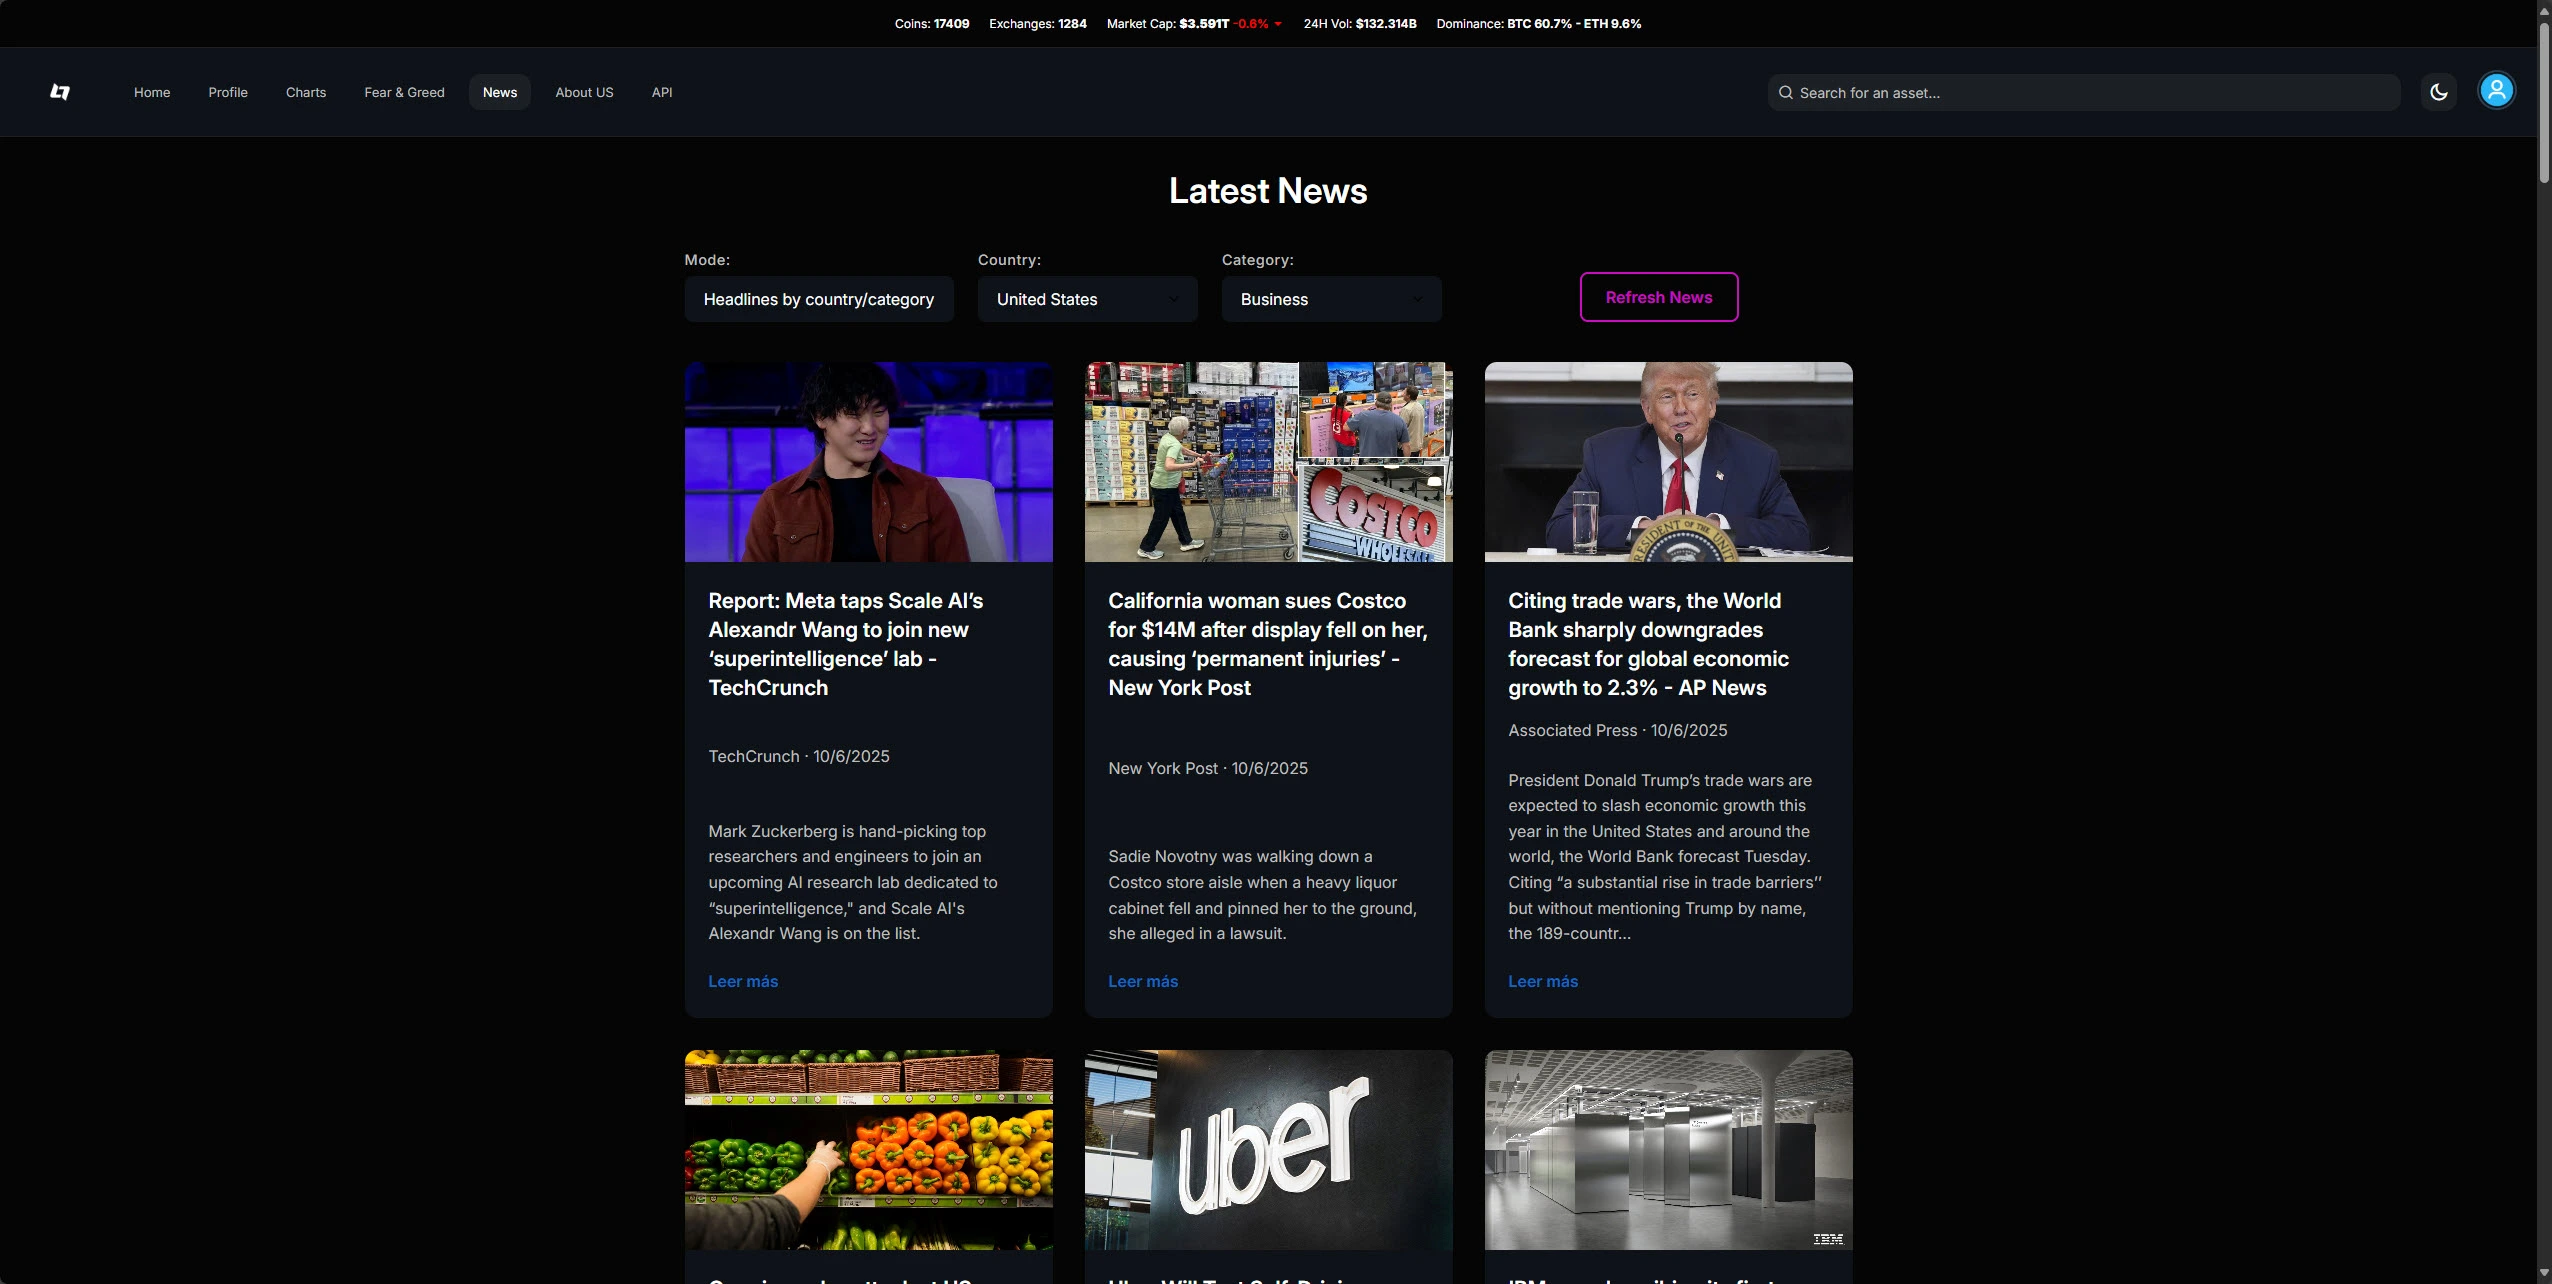 Coins: 17409 Exchanges: 1284 Market Cap: $3.591T -0.6% 24H Vol: $132.314B Dominance: BTC 60.7% - ETH 9.6%
Home Profile Charts Fear & Greed News About US API Search for an asset...
Latest News
Mode: Country: Category:
Headlines by country/category United States Business Refresh News
COSTCO
WHOLESALE
PRESIDENT OF THE UNIT
Report: Meta taps Scale AI’s
Alexandr Wang to join new
‘superintelligence’ lab -
TechCrunch
TechCrunch · 10/6/2025
Mark Zuckerberg is hand-picking top
researchers and engineers to join an
upcoming AI research lab dedicated to
“superintelligence," and Scale AI's
Alexandr Wang is on the list.
Leer más
California woman sues Costco
for $14M after display fell on her,
causing ‘permanent injuries’ -
New York Post
New York Post · 10/6/2025
Sadie Novotny was walking down a
Costco store aisle when a heavy liquor
cabinet fell and pinned her to the ground,
she alleged in a lawsuit.
Leer más
Citing trade wars, the World
Bank sharply downgrades
forecast for global economic
growth to 2.3% - AP News
Associated Press · 10/6/2025
President Donald Trump’s trade wars are
expected to slash economic growth this
year in the United States and around the
world, the World Bank forecast Tuesday.
Citing “a substantial rise in trade barriers’’
but without mentioning Trump by name,
the 189-countr...
Leer más
Uber
IBM